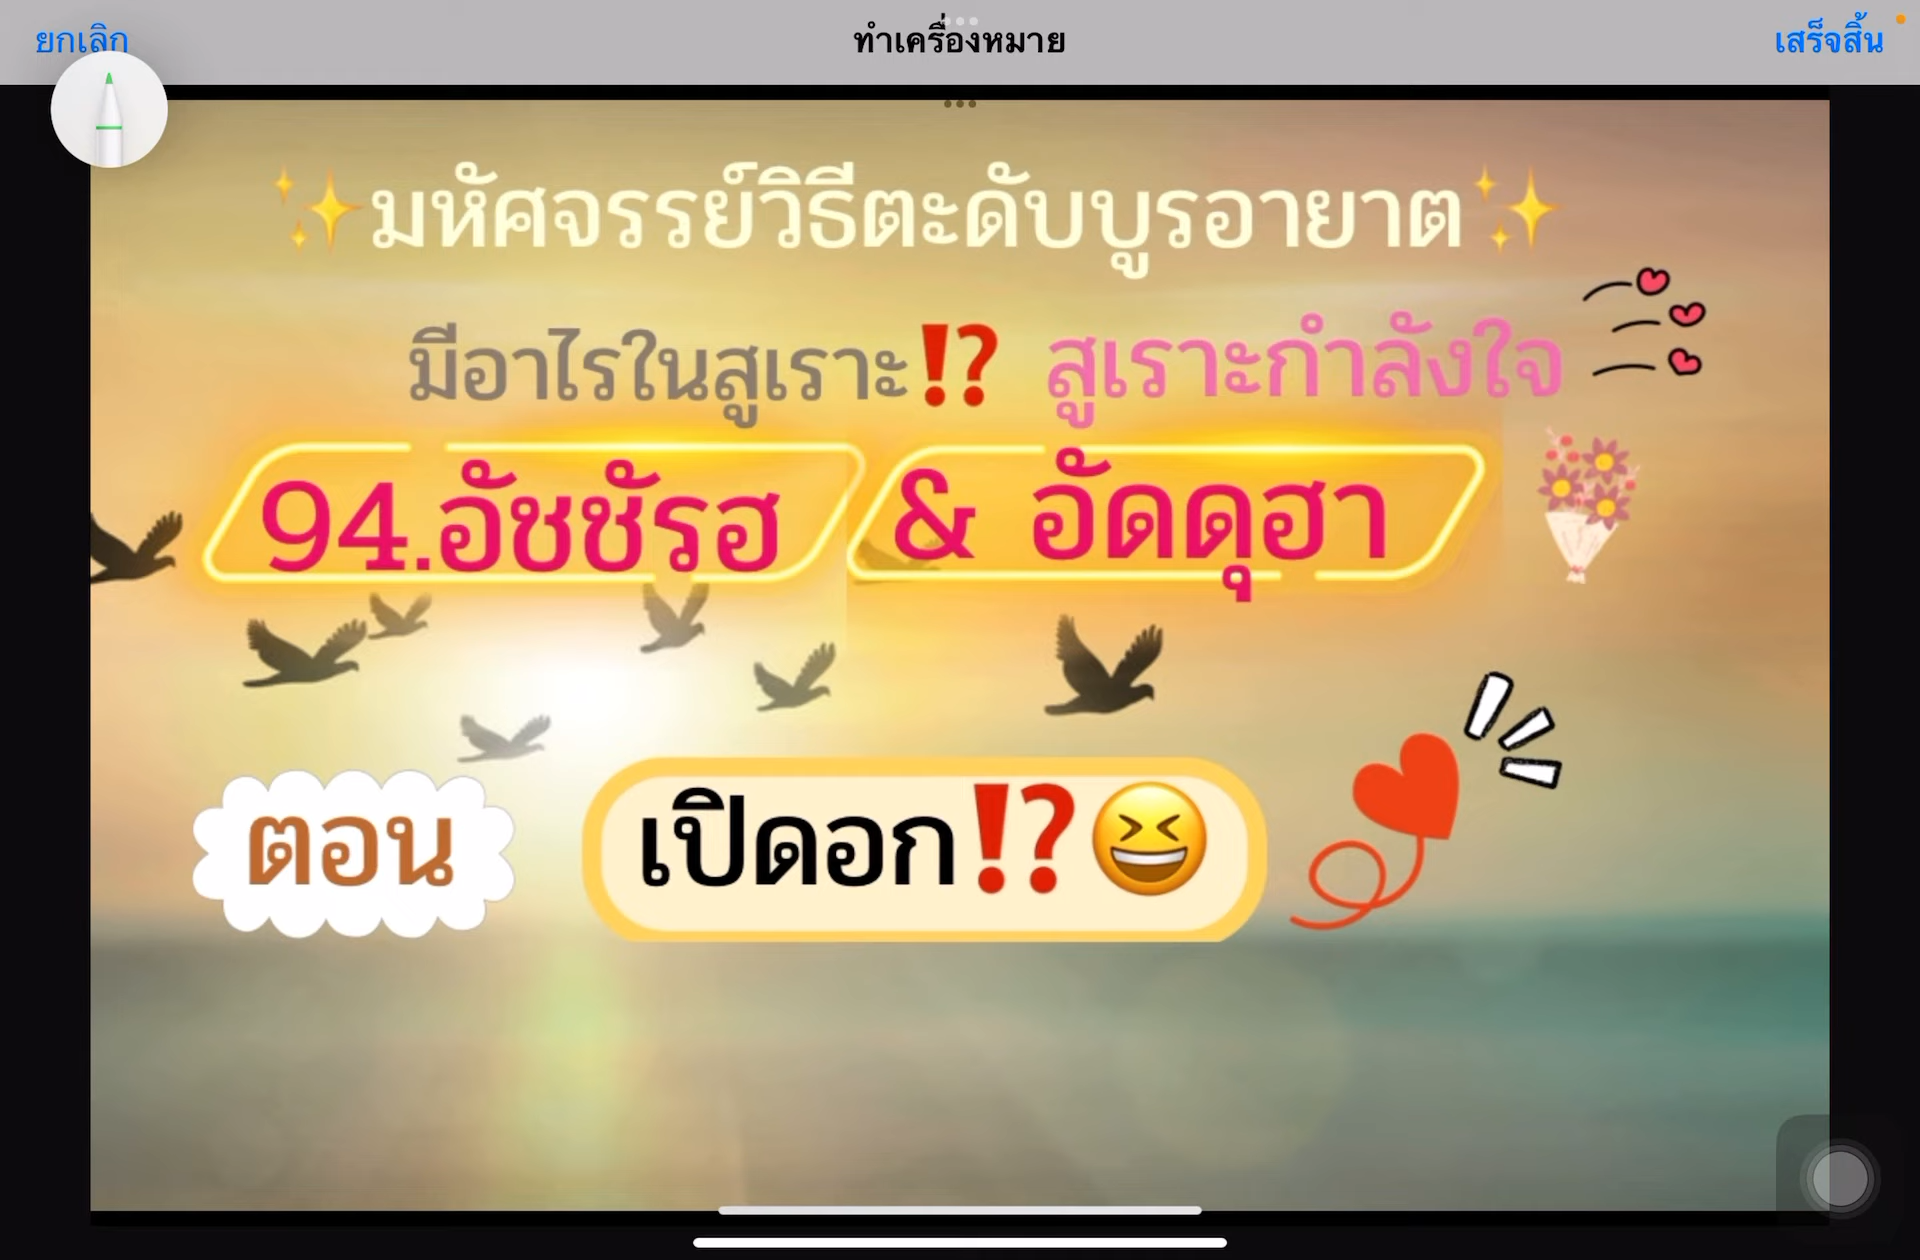 ยกเลิก ทำเครื่องหมาย เสร็จสิ้น
✨มหัศจรรย์วิธีตะดับบูรอายาต✨
มีอาไรในสูเราะ⁉️ สูเราะกำลังใจ
94.อัชชัรฮ & อัดดุฮา
ตอน เปิดอก⁉️😆